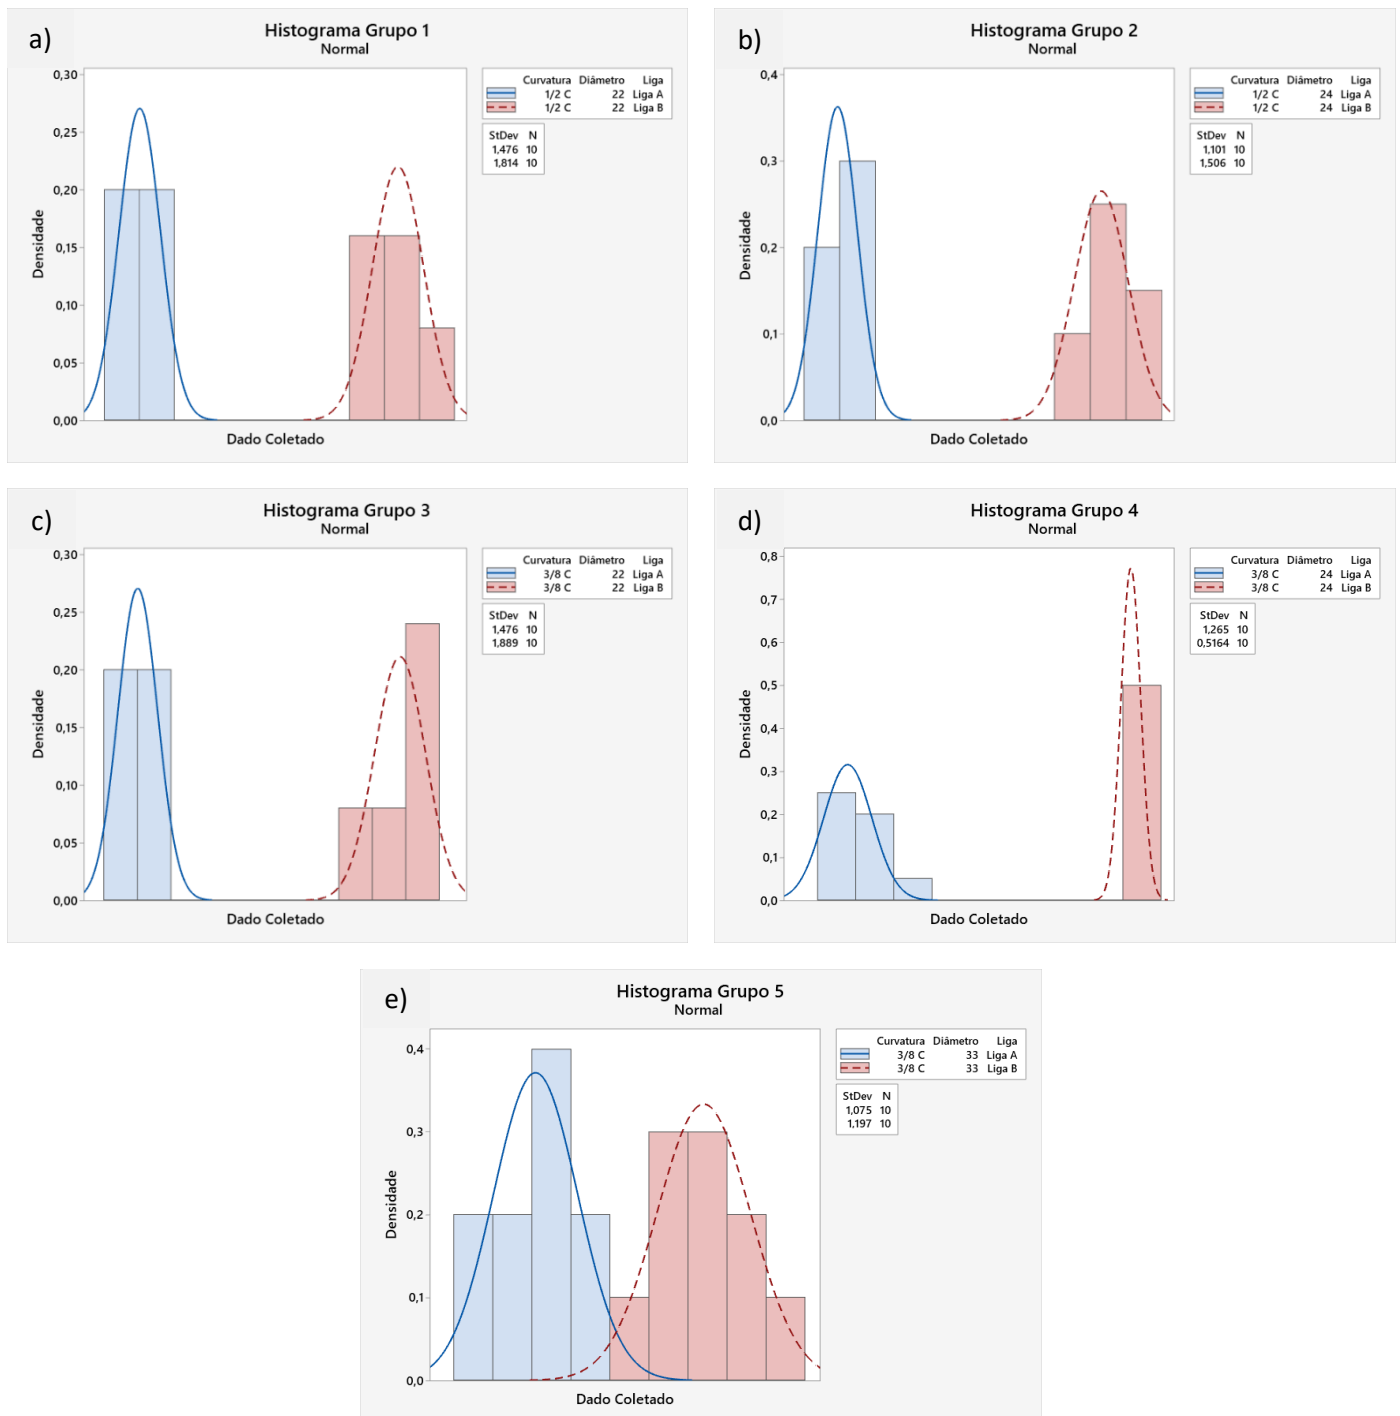 a)
Histograma Grupo 1
Normal
0,30
0,25
0,20
0,15
0,10
0,05
0,00
Densidade
Dado Coletado
Curvatura Diâmetro Liga
1/2 C 22 Liga A
1/2 C 22 Liga B
StDev N
1,476 10
1,814 10
b)
Histograma Grupo 2
Normal
0,4
0,3
0,2
0,1
0,0
Densidade
Dado Coletado
Curvatura Diâmetro Liga
1/2 C 24 Liga A
1/2 C 24 Liga B
StDev N
1,101 10
1,506 10
c)
Histograma Grupo 3
Normal
0,30
0,25
0,20
0,15
0,10
0,05
0,00
Densidade
Dado Coletado
Curvatura Diâmetro Liga
3/8 C 22 Liga A
3/8 C 22 Liga B
StDev N
1,476 10
1,889 10
d)
Histograma Grupo 4
Normal
0,8
0,7
0,6
0,5
0,4
0,3
0,2
0,1
0,0
Densidade
Dado Coletado
Curvatura Diâmetro Liga
3/8 C 24 Liga A
3/8 C 24 Liga B
StDev N
1,265 10
0,5164 10
e)
Histograma Grupo 5
Normal
0,4
0,3
0,2
0,1
0,0
Densidade
Dado Coletado
Curvatura Diâmetro Liga
3/8 C 33 Liga A
3/8 C 33 Liga B
StDev N
1,075 10
1,197 10